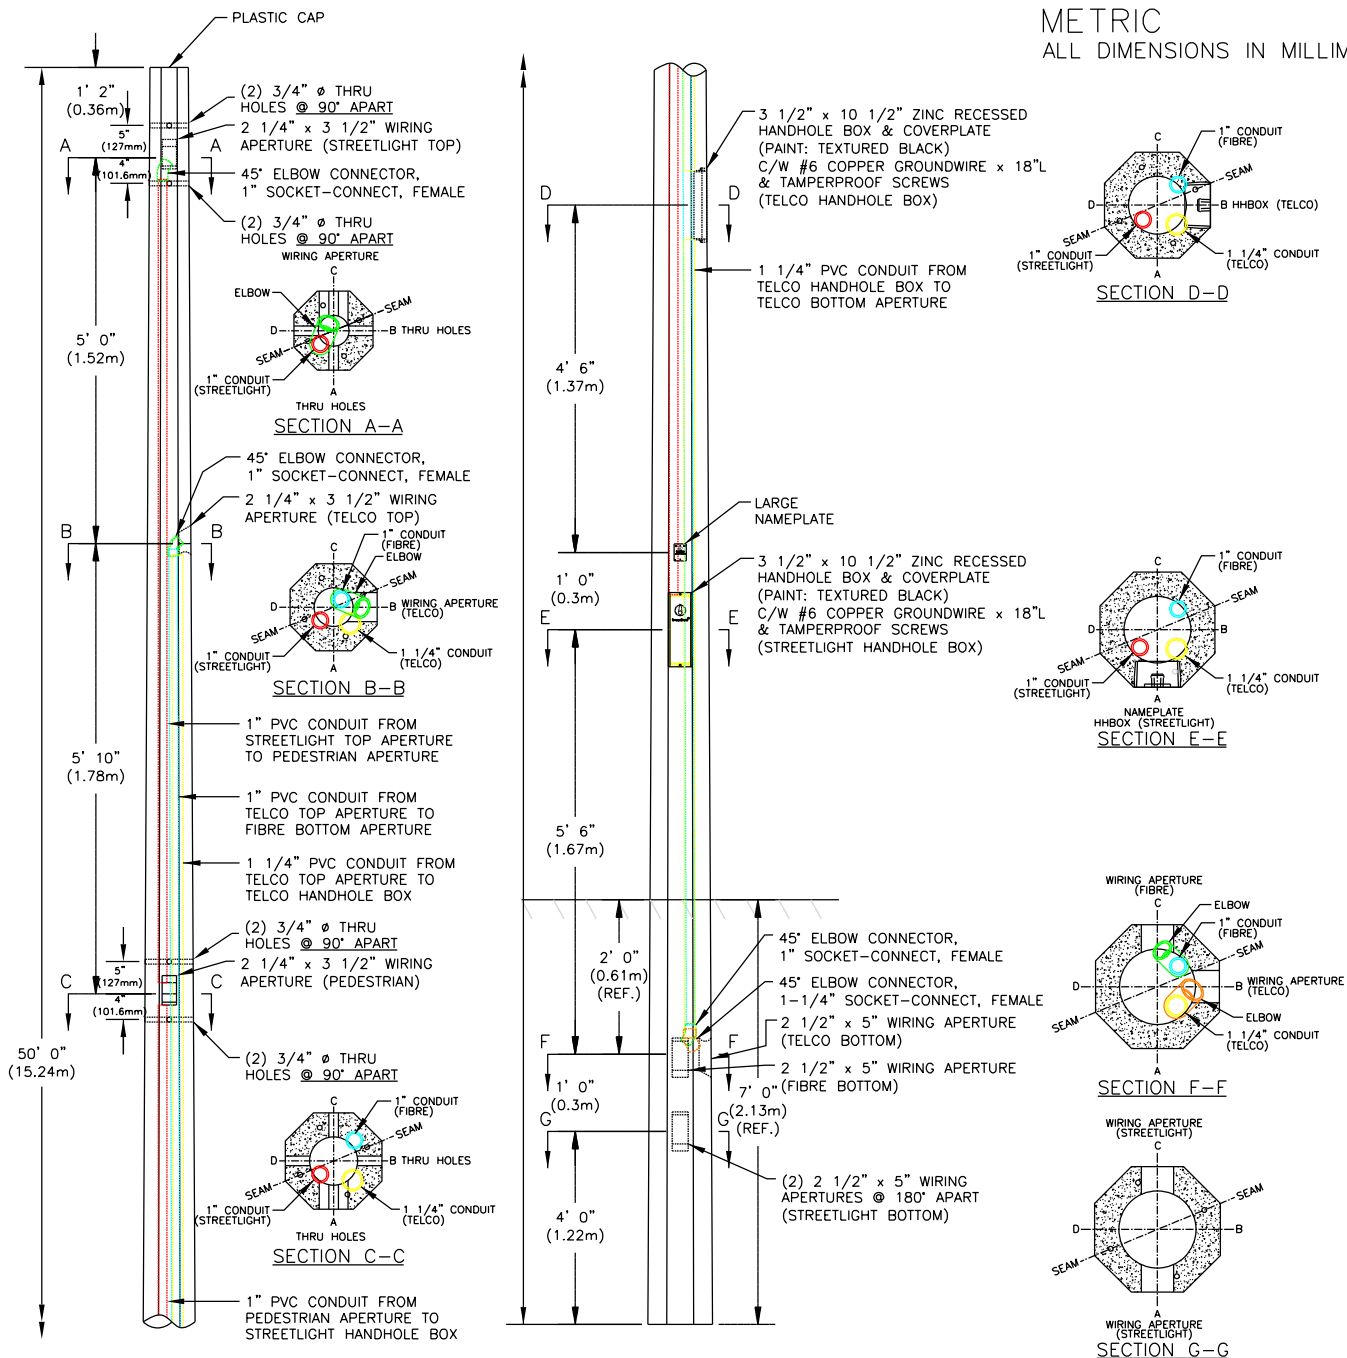 METRIC
ALL DIMENSIONS IN MILLIM
PLASTIC CAP
1' 2"
(0.36m)
(2) 3/4" ø THRU
HOLES @ 90° APART
5"
(127mm)
2 1/4" x 3 1/2" WIRING
APERTURE (STREETLIGHT TOP)
A
A
4"
(101.6mm)
45° ELBOW CONNECTOR,
1" SOCKET-CONNECT, FEMALE
(2) 3/4" ø THRU
HOLES @ 90° APART
WIRING APERTURE
C
ELBOW
SEAM
D
B THRU HOLES
SEAM
1" CONDUIT
(STREETLIGHT)
A
THRU HOLES
SECTION A-A
5' 0"
(1.52m)
45° ELBOW CONNECTOR,
1" SOCKET-CONNECT, FEMALE
2 1/4" x 3 1/2" WIRING
APERTURE (TELCO TOP)
B
B
1" CONDUIT
(FIBRE)
ELBOW
C
SEAM
D
B WIRING APERTURE
(TELCO)
SEAM
1" CONDUIT
(STREETLIGHT)
A
1 1/4" CONDUIT
(TELCO)
SECTION B-B
1" PVC CONDUIT FROM
STREETLIGHT TOP APERTURE
TO PEDESTRIAN APERTURE
5' 10"
(1.78m)
1" PVC CONDUIT FROM
TELCO TOP APERTURE TO
FIBRE BOTTOM APERTURE
1 1/4" PVC CONDUIT FROM
TELCO TOP APERTURE TO
TELCO HANDHOLE BOX
(2) 3/4" ø THRU
HOLES @ 90° APART
5"
(127mm)
2 1/4" x 3 1/2" WIRING
APERTURE (PEDESTRIAN)
C
C
4"
(101.6mm)
50' 0"
(15.24m)
(2) 3/4" ø THRU
HOLES @ 90° APART
C
1" CONDUIT
(FIBRE)
SEAM
D
B THRU HOLES
SEAM
1" CONDUIT
(STREETLIGHT)
A
THRU HOLES
1 1/4" CONDUIT
(TELCO)
SECTION C-C
1" PVC CONDUIT FROM
PEDESTRIAN APERTURE TO
STREETLIGHT HANDHOLE BOX
3 1/2" x 10 1/2" ZINC RECESSED
HANDHOLE BOX & COVERPLATE
(PAINT: TEXTURED BLACK)
C/W #6 COPPER GROUNDWIRE x 18"L
& TAMPERPROOF SCREWS
(TELCO HANDHOLE BOX)
D
D
1 1/4" PVC CONDUIT FROM
TELCO HANDHOLE BOX TO
TELCO BOTTOM APERTURE
4' 6"
(1.37m)
LARGE
NAMEPLATE
1' 0"
(0.3m)
3 1/2" x 10 1/2" ZINC RECESSED
HANDHOLE BOX & COVERPLATE
(PAINT: TEXTURED BLACK)
C/W #6 COPPER GROUNDWIRE x 18"L
& TAMPERPROOF SCREWS
(STREETLIGHT HANDHOLE BOX)
E
E
5' 6"
(1.67m)
2' 0"
(0.61m)
(REF.)
45° ELBOW CONNECTOR,
1" SOCKET-CONNECT, FEMALE
45° ELBOW CONNECTOR,
1-1/4" SOCKET-CONNECT, FEMALE
2 1/2" x 5" WIRING APERTURE
(TELCO BOTTOM)
F
F
2 1/2" x 5" WIRING APERTURE
(FIBRE BOTTOM)
1' 0"
(0.3m)
7' 0"
(2.13m)
(REF.)
G
G
(2) 2 1/2" x 5" WIRING
APERTURES @ 180° APART
(STREETLIGHT BOTTOM)
4' 0"
(1.22m)
C
1" CONDUIT
(FIBRE)
SEAM
D
B HHBOX (TELCO)
SEAM
1" CONDUIT
(STREETLIGHT)
A
1 1/4" CONDUIT
(TELCO)
SECTION D-D
C
1" CONDUIT
(FIBRE)
SEAM
D
B
SEAM
1" CONDUIT
(STREETLIGHT)
1 1/4" CONDUIT
(TELCO)
A
NAMEPLATE
HHBOX (STREETLIGHT)
SECTION E-E
WIRING APERTURE
(FIBRE)
C
ELBOW
1" CONDUIT
(FIBRE)
SEAM
D
B WIRING APERTURE
(TELCO)
SEAM
ELBOW
1 1/4" CONDUIT
(TELCO)
A
SECTION F-F
WIRING APERTURE
(STREETLIGHT)
C
SEAM
D
B
SEAM
A
WIRING APERTURE
(STREETLIGHT)
SECTION G-G